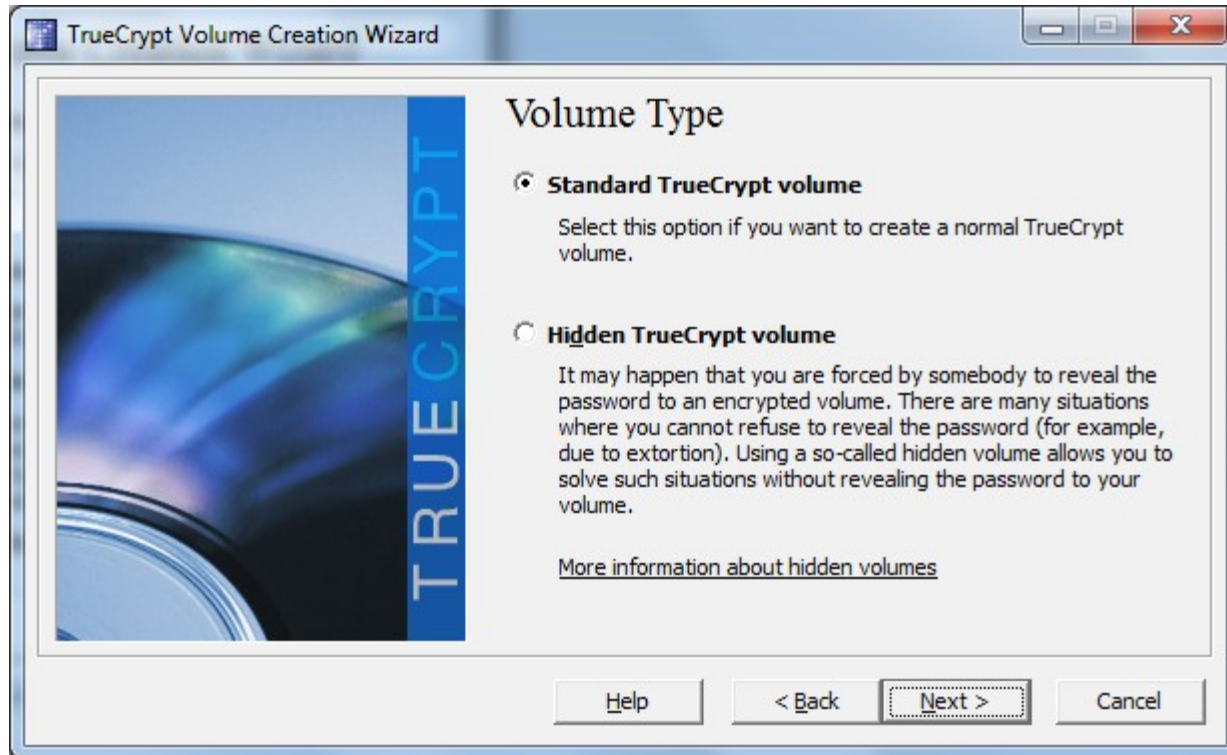 TrueCrypt Volume Creation Wizard
TRUECRYPT
Volume Type
Standard TrueCrypt volume
Select this option if you want to create a normal TrueCrypt
volume.
Hidden TrueCrypt volume
It may happen that you are forced by somebody to reveal the
password to an encrypted volume. There are many situations
where you cannot refuse to reveal the password (for example,
due to extortion). Using a so-called hidden volume allows you to
solve such situations without revealing the password to your
volume.
More information about hidden volumes
Help
< Back
Next >
Cancel